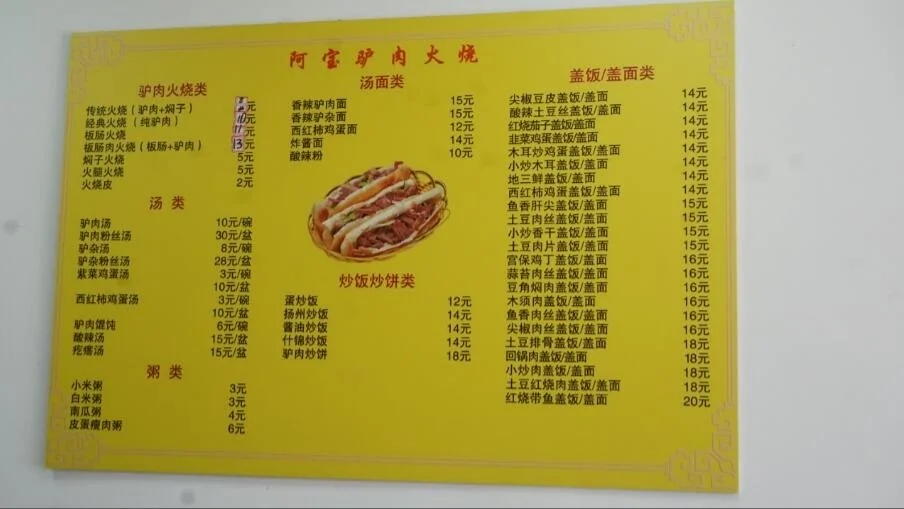 阿宝驴肉火烧
驴肉火烧类
传统火烧（驴肉+焖子） 元
经典火烧（纯驴肉） 10元
板肠火烧 11元
板肠肉火烧（板肠+驴肉） 13元
焖子火烧 5元
火腿火烧 5元
火烧皮 2元
汤 类
驴肉汤 10元/碗
驴肉粉丝汤 30元/盆
驴杂汤 8元/碗
驴杂粉丝汤 28元/盆
紫菜鸡蛋汤 3元/碗
10元/盆
西红柿鸡蛋汤 3元/碗
10元/盆
驴肉馄饨 6元/碗
酸辣汤 15元/盆
疙瘩汤 15元/盆
粥 类
小米粥 3元
白米粥 3元
南瓜粥 4元
皮蛋瘦肉粥 6元
汤面类
香辣驴肉面 15元
香辣驴杂面 15元
西红柿鸡蛋面 12元
炸酱面 14元
酸辣粉 10元
炒饭炒饼类
蛋炒饭 12元
扬州炒饭 14元
酱油炒饭 14元
什锦炒饭 14元
驴肉炒饼 18元
盖饭/盖面类
尖椒豆皮盖饭/盖面 14元
酸辣土豆丝盖饭/盖面 14元
红烧茄子盖饭/盖面 14元
韭菜鸡蛋盖饭/盖面 14元
木耳炒鸡蛋盖饭/盖面 14元
小炒木耳盖饭/盖面 14元
地三鲜盖饭/盖面 14元
西红柿鸡蛋盖饭/盖面 14元
鱼香肝尖盖饭/盖面 15元
土豆肉丝盖饭/盖面 15元
小炒香干盖饭/盖面 15元
土豆肉片盖饭/盖面 15元
宫保鸡丁盖饭/盖面 16元
蒜苔肉丝盖饭/盖面 16元
豆角焖肉盖饭/盖面 16元
木须肉盖饭/盖面 16元
鱼香肉丝盖饭/盖面 16元
尖椒肉丝盖饭/盖面 16元
土豆排骨盖饭/盖面 18元
回锅肉盖饭/盖面 18元
小炒肉盖饭/盖面 18元
土豆红烧肉盖饭/盖面 18元
红烧带鱼盖饭/盖面 20元